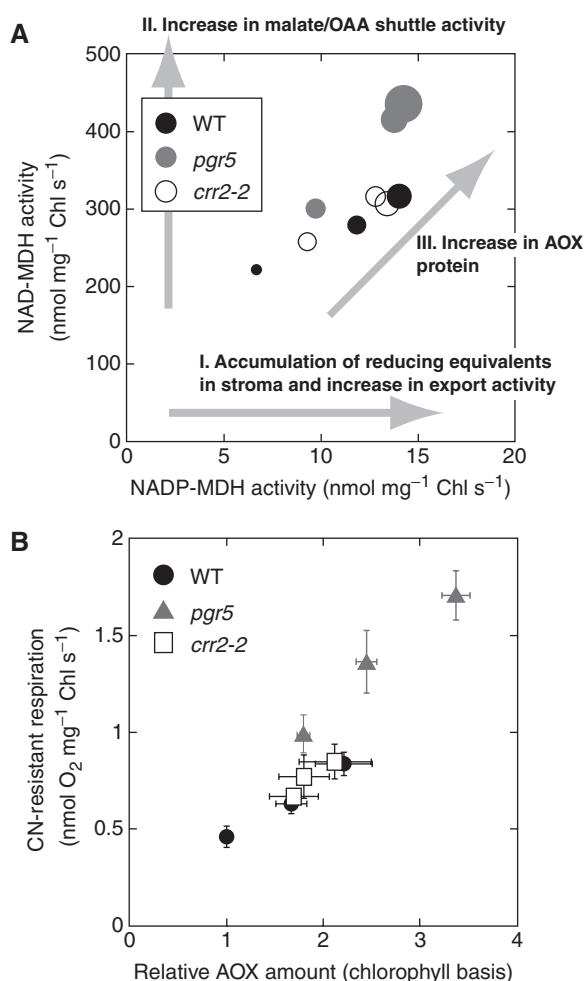 A
II. Increase in malate/OAA shuttle activity
500
400
300
200
100
0
NAD-MDH activity
(nmol mg⁻¹ Chl s⁻¹)
WT
pgr5
crr2-2
III. Increase in AOX
protein
I. Accumulation of reducing equivalents
in stroma and increase in export activity
0 5 10 15 20
NADP-MDH activity (nmol mg⁻¹ Chl s⁻¹)
B
2
1.5
1
0.5
0
CN-resistant respiration
(nmol O₂ mg⁻¹ Chl s⁻¹)
WT
pgr5
crr2-2
0 1 2 3 4
Relative AOX amount (chlorophyll basis)